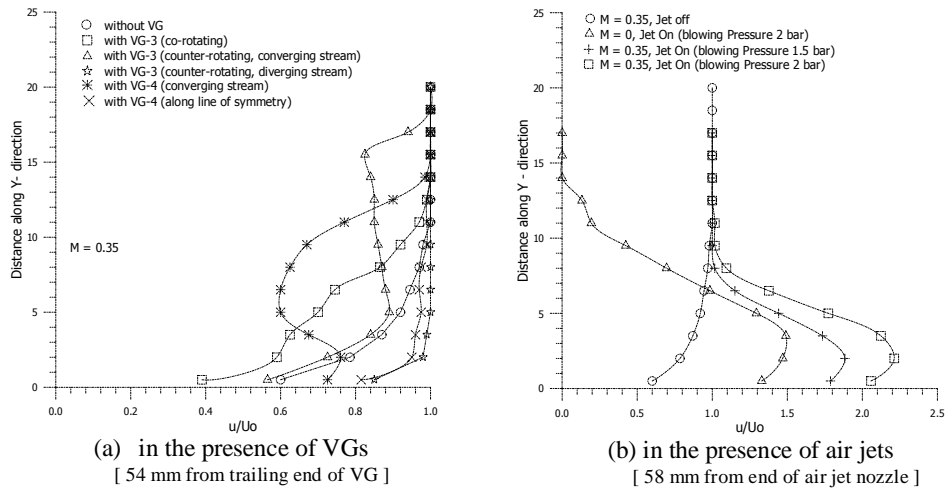 without VG
with VG-3 (co-rotating)
with VG-3 (counter-rotating, converging stream)
with VG-3 (counter-rotating, diverging stream)
with VG-4 (converging stream)
with VG-4 (along line of symmetry)
25
20
15
10
5
0
Distance along Y- direction
M = 0.35
0.0
0.2
0.4
0.6
0.8
1.0
u/Uo
(a) in the presence of VGs
[ 54 mm from trailing end of VG ]
M = 0.35, Jet off
M = 0, Jet On (blowing Pressure 2 bar)
M = 0.35, Jet On (blowing Pressure 1.5 bar)
M = 0.35, Jet On (blowing Pressure 2 bar)
25
20
15
10
5
0
Distance along Y - direction
0.0
0.5
1.0
1.5
2.0
2.5
u/Uo
(b) in the presence of air jets
[ 58 mm from end of air jet nozzle ]